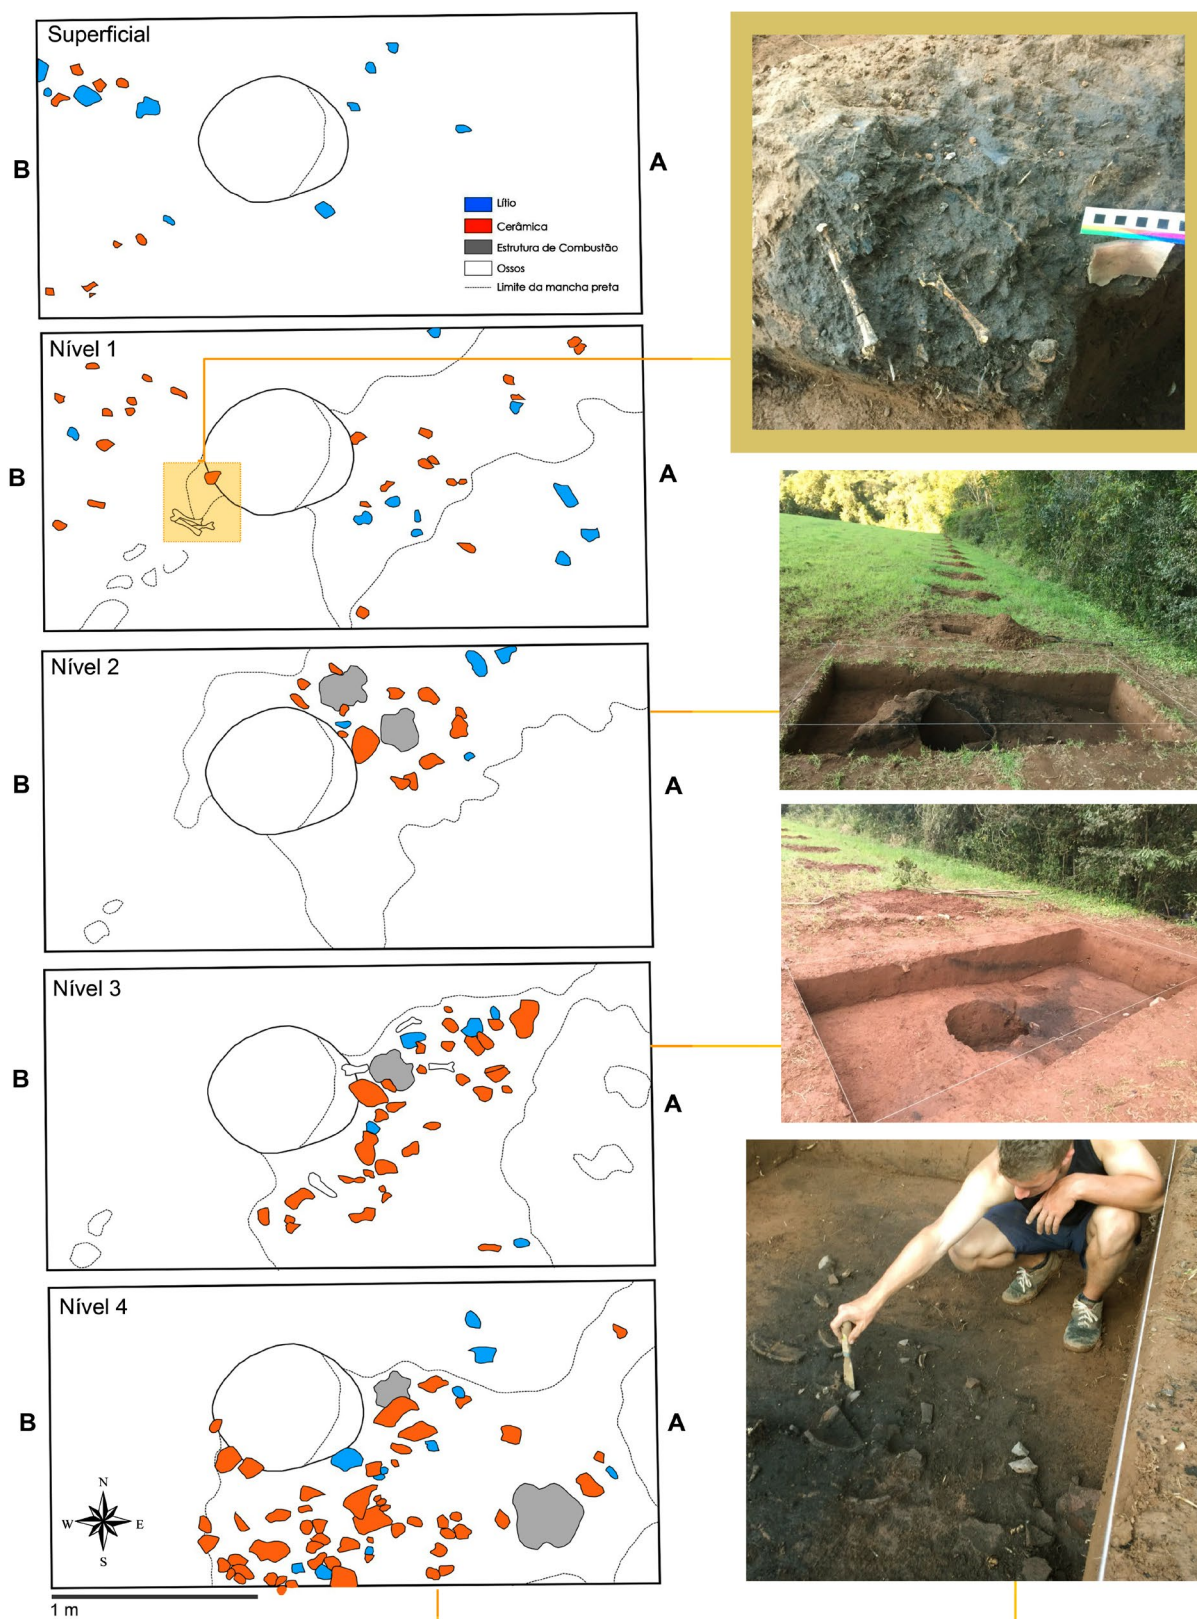 Superficial
B
A
Lítio
Cerâmica
Estrutura de Combustão
Ossos
Limite da mancha preta
Nível 1
B
A
Nível 2
B
A
Nível 3
B
A
Nível 4
B
A
N
W
E
S
1 m